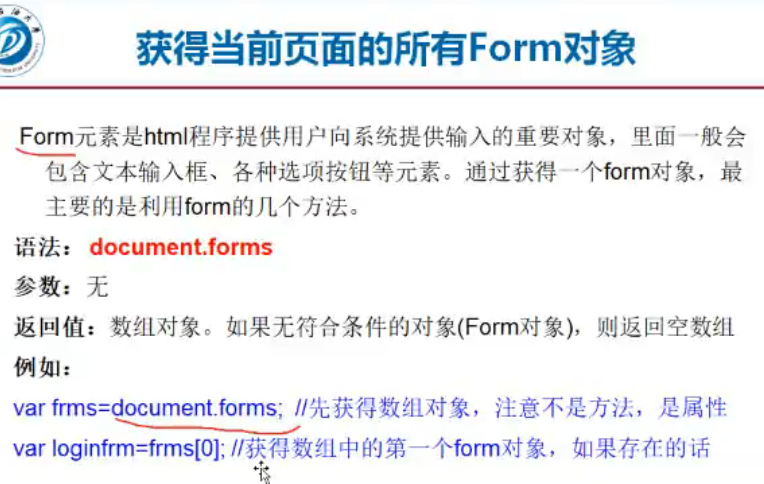 获得当前页面的所有Form对象
Form元素是html程序提供用户向系统提供输入的重要对象，里面一般会
包含文本输入框、各种选项按钮等元素。通过获得一个form对象，最
主要的是利用form的几个方法。
语法：document.forms
参数：无
返回值：数组对象。如果无符合条件的对象(Form对象)，则返回空数组
例如：
var frms=document.forms; //先获得数组对象，注意不是方法，是属性
var loginfrm=frms[0]; //获得数组中的第一个form对象，如果存在的话